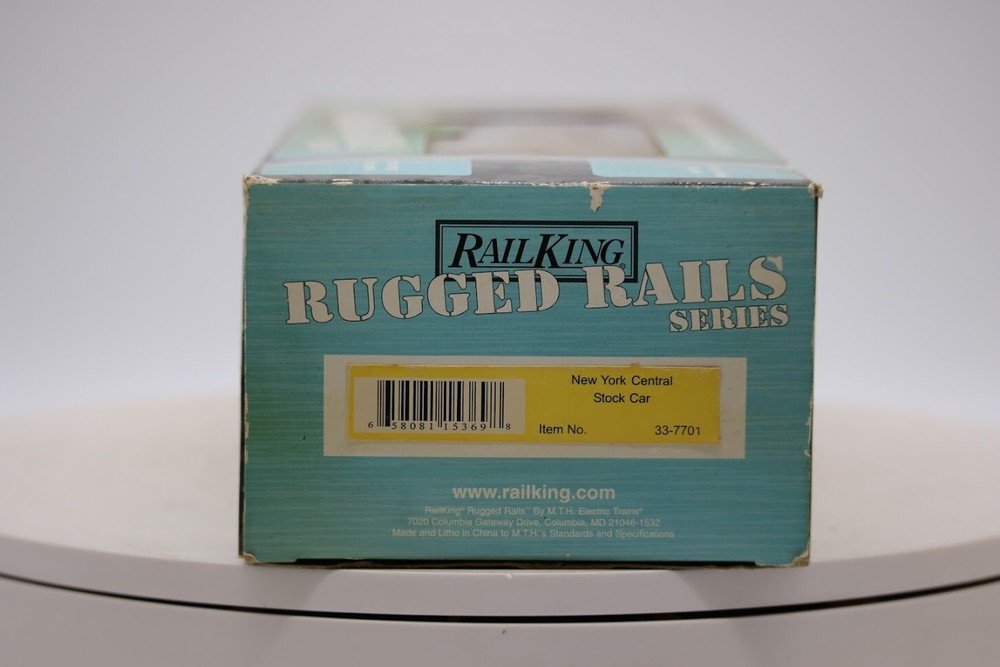 RAILKING
RUGGED RAILS
SERIES
New York Central
Stock Car
6 58081 15369 8
Item No. 33-7701
www.railking.com
RailKing® Rugged Rails™ By M.T.H. Electric Trains®
7020 Columbia Gateway Drive, Columbia, MD 21046-1532
Made and Litho in China to M.T.H.'s Standards and Specifications